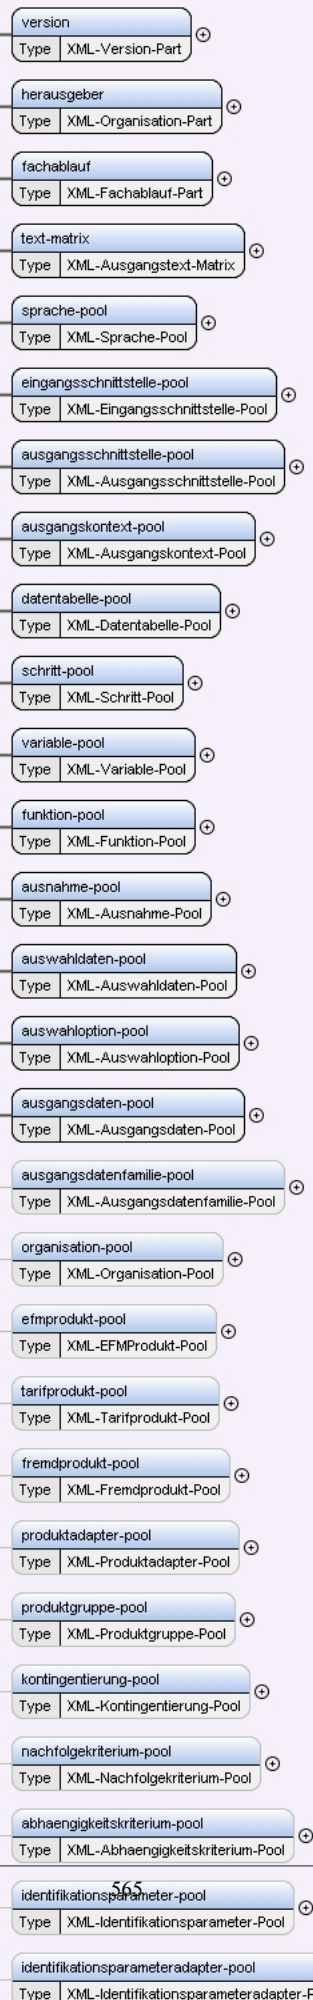 version
Type XML-Version-Part
herausgeber
Type XML-Organisation-Part
fachablauf
Type XML-Fachablauf-Part
text-matrix
Type XML-Ausgangstext-Matrix
sprache-pool
Type XML-Sprache-Pool
eingangsschnittstelle-pool
Type XML-Eingangsschnittstelle-Pool
ausgangsschnittstelle-pool
Type XML-Ausgangsschnittstelle-Pool
ausgangskontext-pool
Type XML-Ausgangskontext-Pool
datentabelle-pool
Type XML-Datentabelle-Pool
schritt-pool
Type XML-Schritt-Pool
variable-pool
Type XML-Variable-Pool
funktion-pool
Type XML-Funktion-Pool
ausnahme-pool
Type XML-Ausnahme-Pool
auswahldaten-pool
Type XML-Auswahldaten-Pool
auswahloption-pool
Type XML-Auswahloption-Pool
ausgangsdaten-pool
Type XML-Ausgangsdaten-Pool
ausgangsdatenfamilie-pool
Type XML-Ausgangsdatenfamilie-Pool
organisation-pool
Type XML-Organisation-Pool
efmprodukt-pool
Type XML-EFMProdukt-Pool
tarifprodukt-pool
Type XML-Tarifprodukt-Pool
fremdprodukt-pool
Type XML-Fremdprodukt-Pool
produktadapter-pool
Type XML-Produktadapter-Pool
produktgruppe-pool
Type XML-Produktgruppe-Pool
kontingentierung-pool
Type XML-Kontingentierung-Pool
nachfolgekriterium-pool
Type XML-Nachfolgekriterium-Pool
abhaengigkeitskriterium-pool
Type XML-Abhaengigkeitskriterium-Pool
565
identifikationsparameter-pool
Type XML-Identifikationsparameter-Pool
identifikationsparameteradapter-pool
Type XML-Identifikationsparameteradapter-P